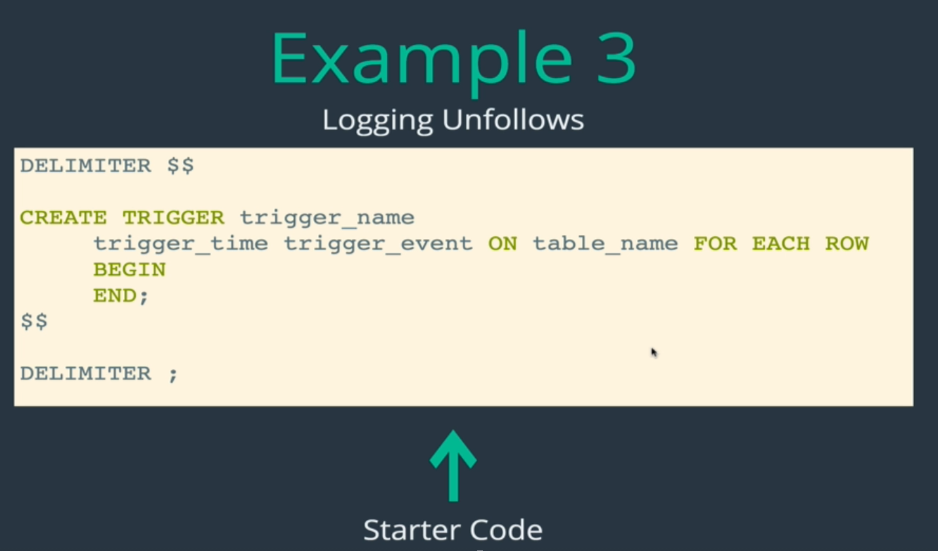 Example 3
Logging Unfollows
DELIMITER $$
CREATE TRIGGER trigger_name
trigger_time trigger_event ON table_name FOR EACH ROW
BEGIN
END;
$$
DELIMITER ;
Starter Code